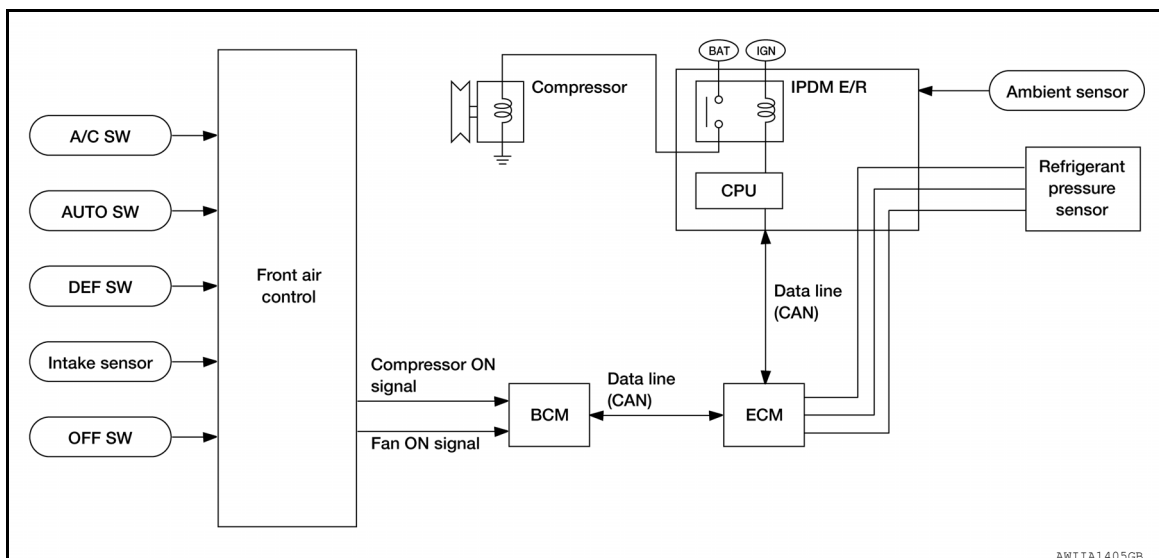 A/C SW
AUTO SW
DEF SW
Intake sensor
OFF SW
Front air
control
Compressor ON
signal
Fan ON signal
BCM
Data line
(CAN)
ECM
Data line
(CAN)
Compressor
BAT
IGN
IPDM E/R
CPU
Ambient sensor
Refrigerant
pressure
sensor
AWIIA1405GB